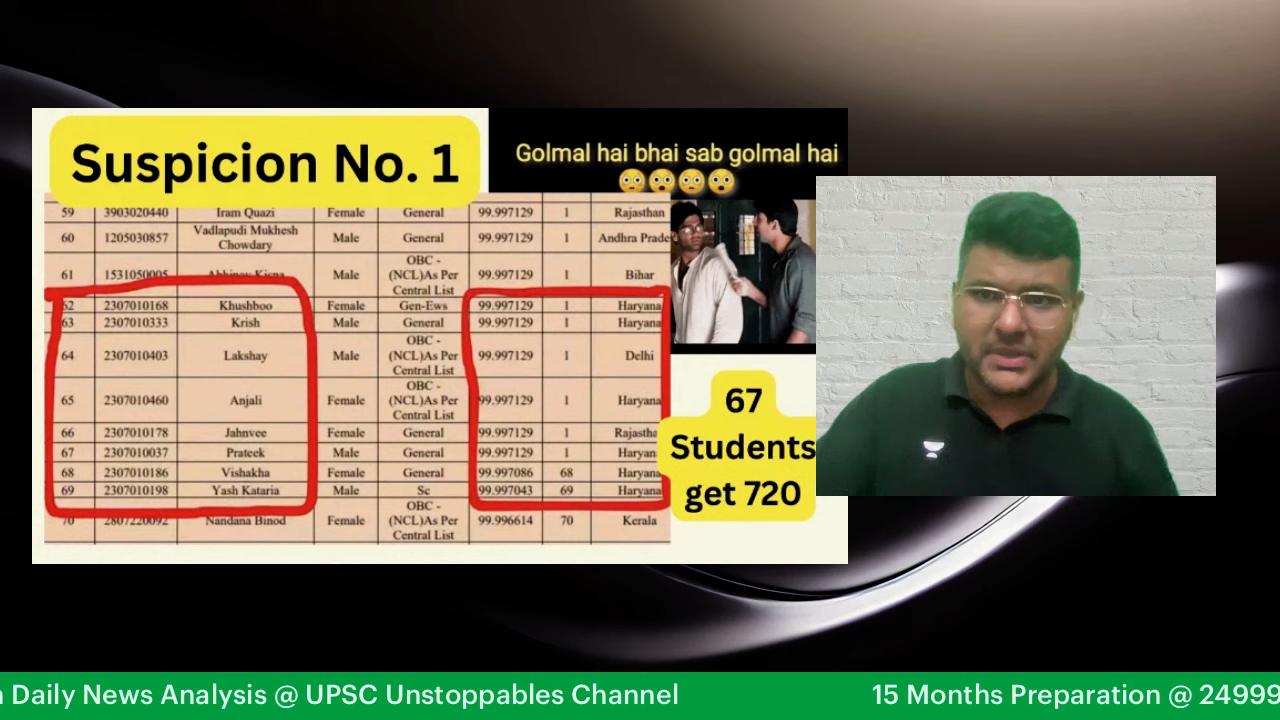 Suspicion No. 1
Golmal hai bhai sab golmal hai
59 3903020440 Iram Quazi Female General 99.997129 1 Rajasthan
60 1205030857 Vadlapudi Mukhesh Chowdary Male General 99.997129 1 Andhra Prade
61 1531050005 Abhinav Kisna Male OBC - (NCL)As Per Central List 99.997129 1 Bihar
62 2307010168 Khushboo Female Gen-Ews 99.997129 1 Haryana
63 2307010333 Krish Male General 99.997129 1 Haryana
64 2307010403 Lakshay Male OBC - (NCL)As Per Central List 99.997129 1 Delhi
65 2307010460 Anjali Female OBC - (NCL)As Per Central List 99.997129 1 Haryana
66 2307010178 Jahnvee Female General 99.997129 1 Rajastha
67 2307010037 Prateek Male General 99.997129 1 Haryana
68 2307010186 Vishakha Female General 99.997086 68 Haryana
69 2307010198 Yash Kataria Male Sc 99.997043 69 Haryana
70 2807220092 Nandana Binod Female OBC - (NCL)As Per Central List 99.996614 70 Kerala
67
Students
get 720
Daily News Analysis @ UPSC Unstoppables Channel
15 Months Preparation @ 24999